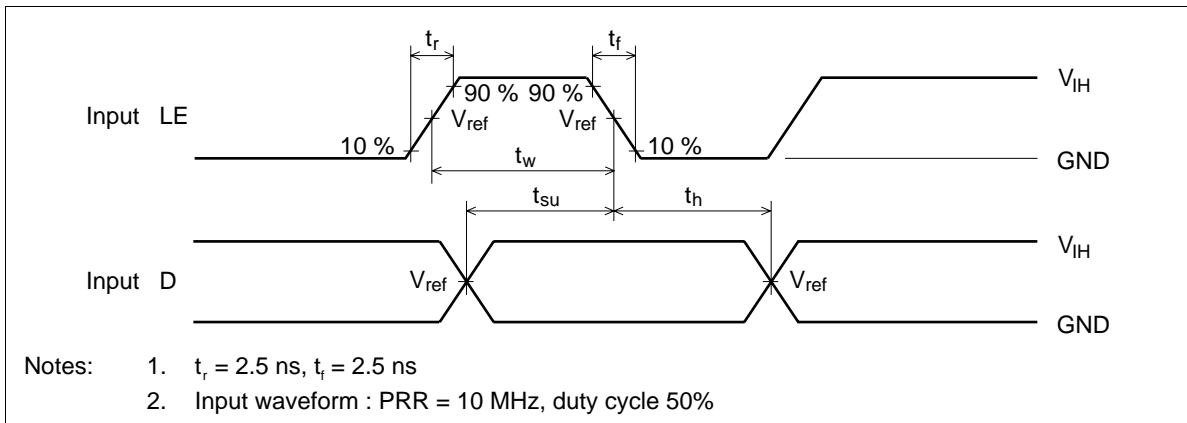 tr tf
VIH
90 % 90 %
Input LE Vref Vref
10 % 10 %
tw GND
tsu th
VIH
Input D Vref Vref
GND
Notes: 1. tr = 2.5 ns, tf = 2.5 ns
2. Input waveform : PRR = 10 MHz, duty cycle 50%